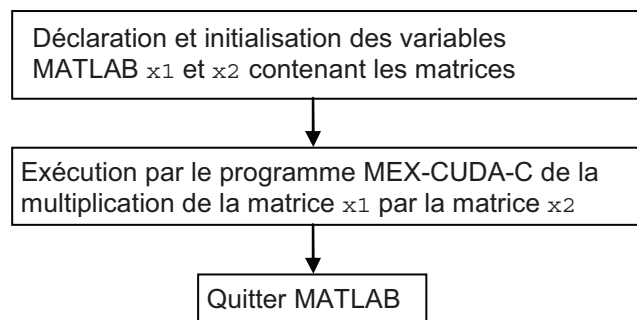 Déclaration et initialisation des variables
MATLAB x1 et x2 contenant les matrices
Exécution par le programme MEX-CUDA-C de la
multiplication de la matrice x1 par la matrice x2
Quitter MATLAB